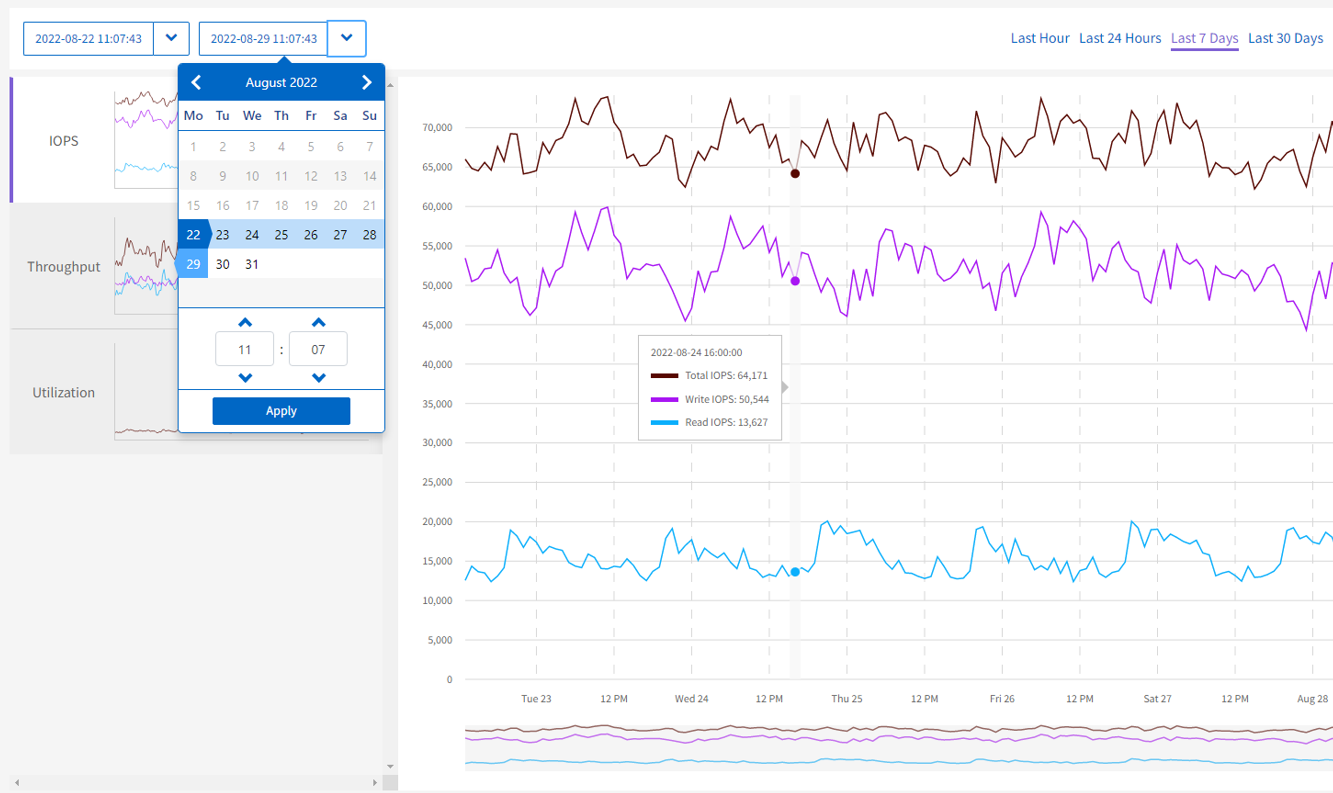 2022-08-22 11:07:43 2022-08-29 11:07:43 Last Hour Last 24 Hours Last 7 Days Last 30 Days
August 2022
Mo Tu We Th Fr Sa Su
1 2 3 4 5 6 7
8 9 10 11 12 13 14
15 16 17 18 19 20 21
22 23 24 25 26 27 28
29 30 31
11 : 07
Apply
IOPS
Throughput
Utilization
70,000
65,000
60,000
55,000
50,000
45,000
40,000
35,000
30,000
25,000
20,000
15,000
10,000
5,000
0
2022-08-24 16:00:00
Total IOPS: 64,171
Write IOPS: 50,544
Read IOPS: 13,627
Tue 23 12 PM Wed 24 12 PM Thu 25 12 PM Fri 26 12 PM Sat 27 12 PM Aug 28